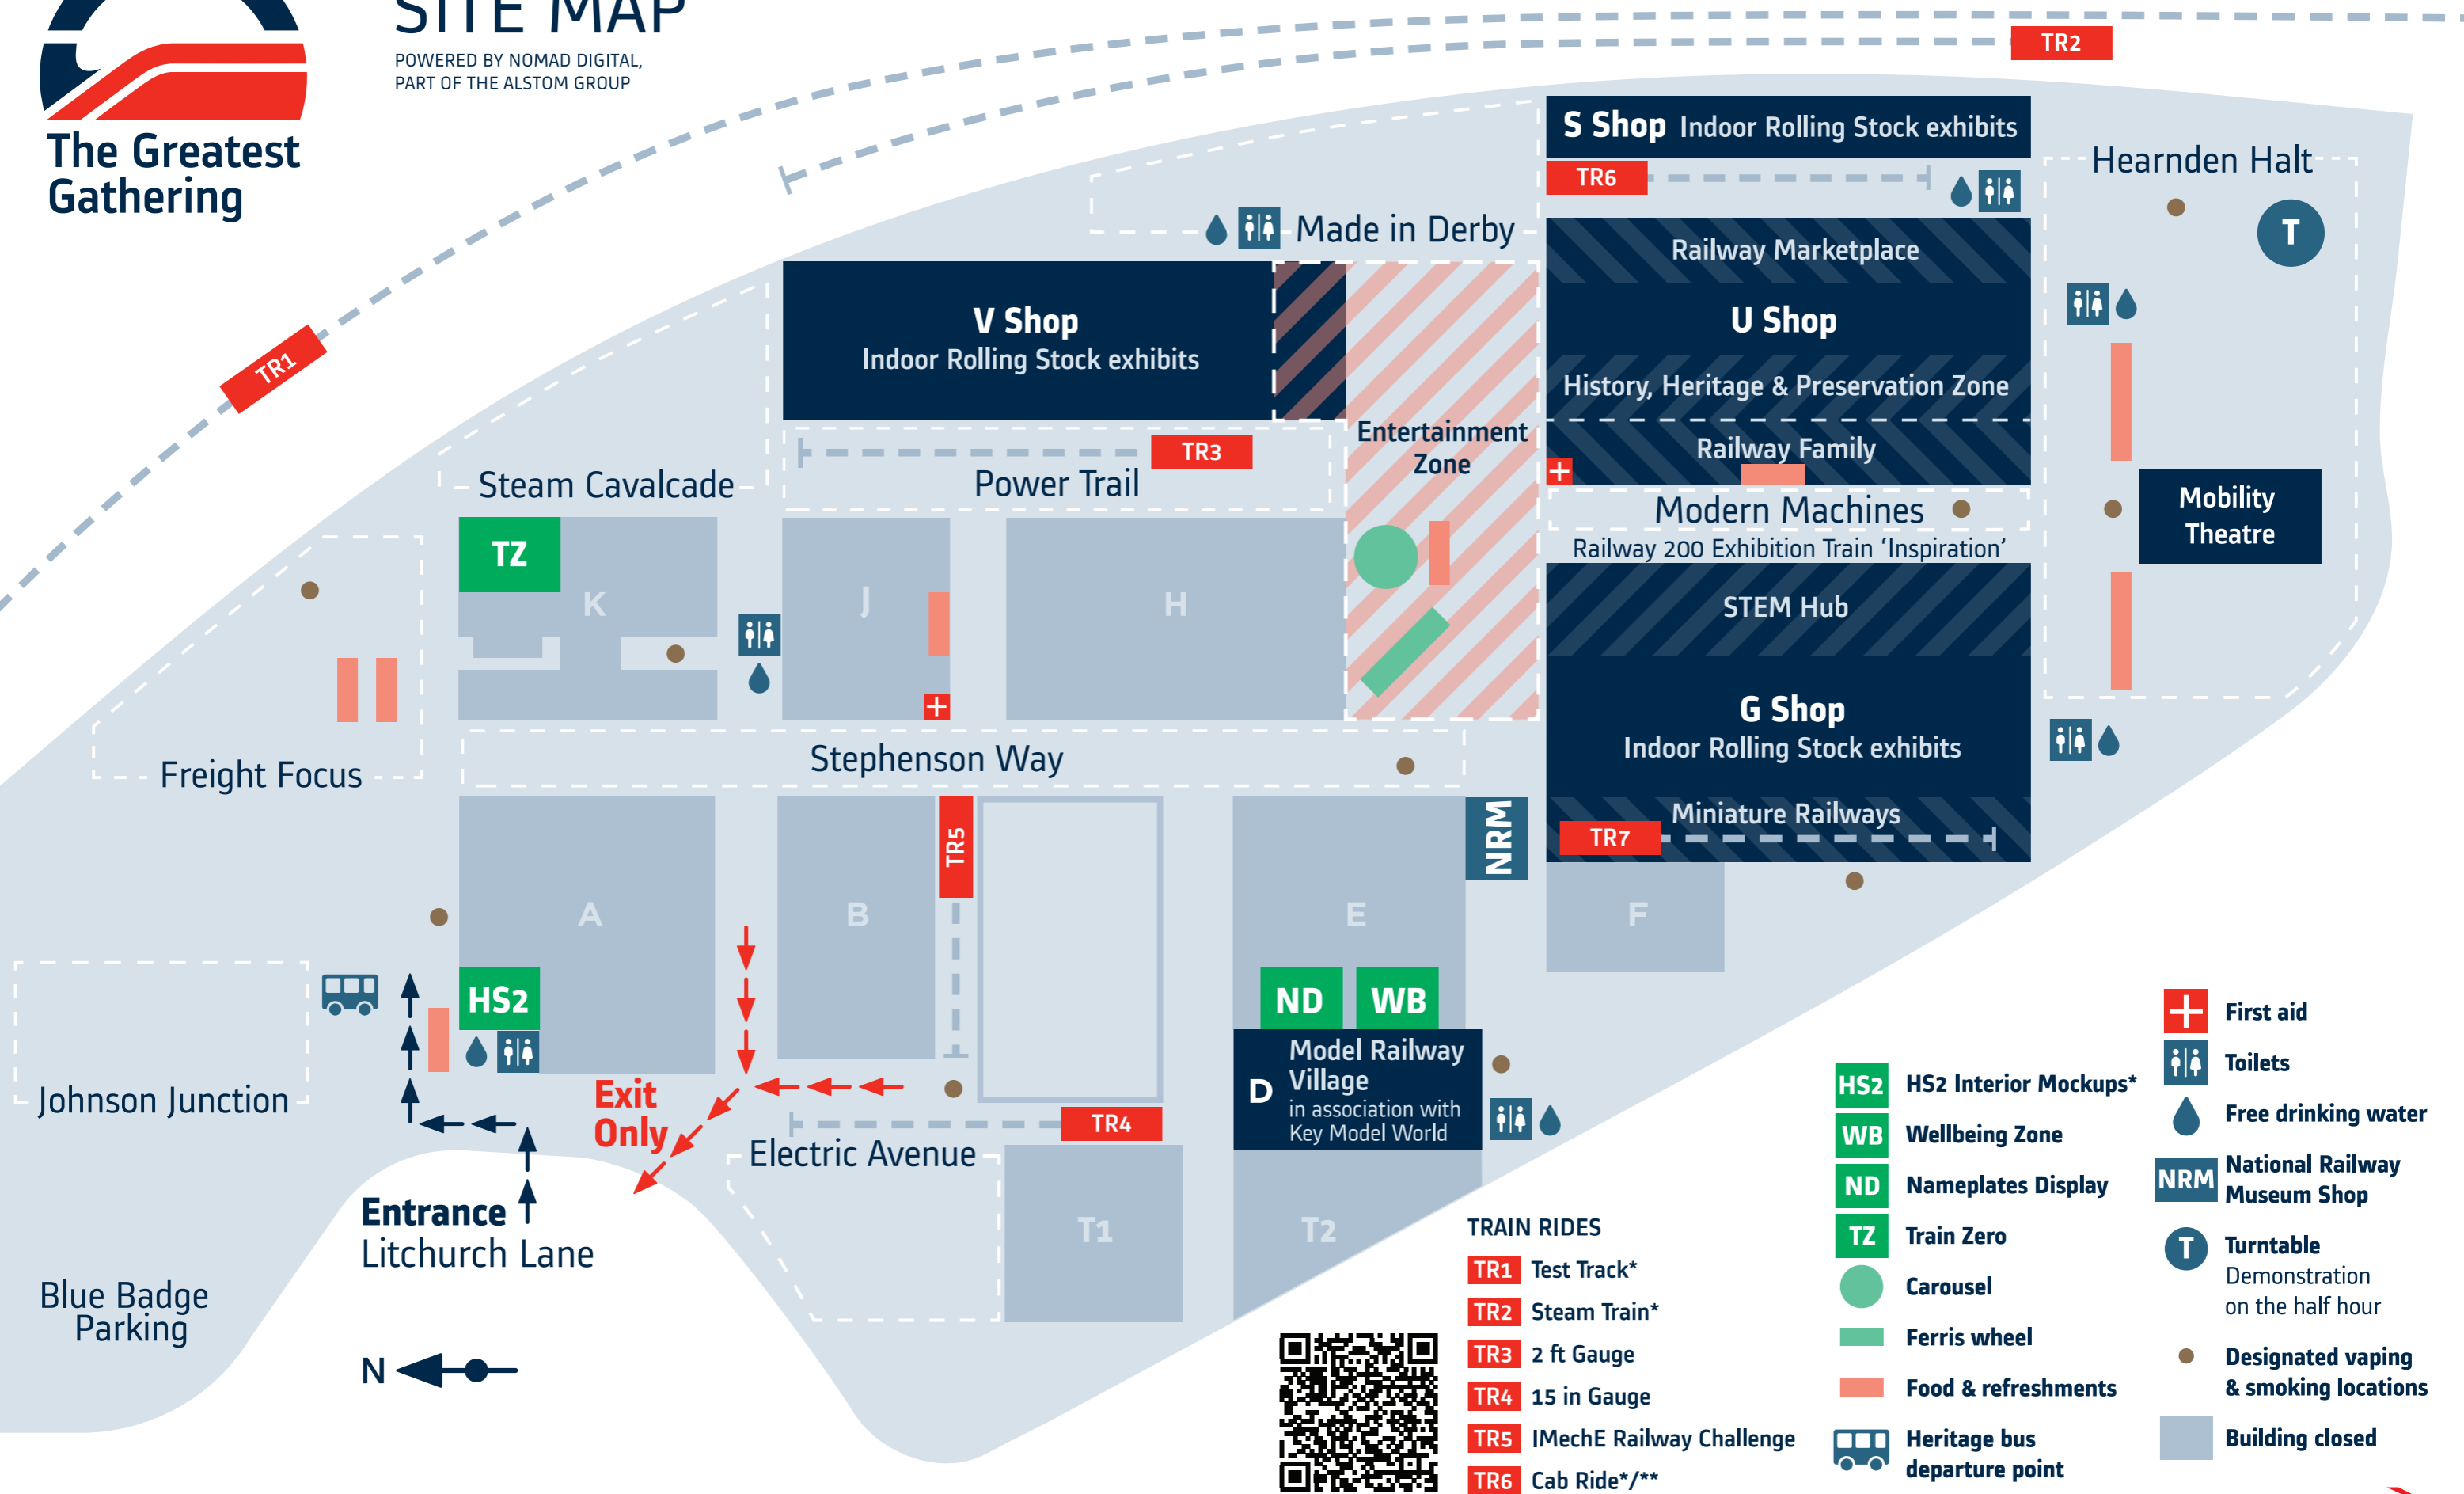 SITE MAP
POWERED BY NOMAD DIGITAL,
PART OF THE ALSTOM GROUP
The Greatest
Gathering
TR2
TR1
S Shop Indoor Rolling Stock exhibits
TR6
Hearnden Halt
T
Made in Derby
Railway Marketplace
U Shop
History, Heritage & Preservation Zone
Railway Family
V Shop
Indoor Rolling Stock exhibits
Entertainment
Zone
TR3
Power Trail
Steam Cavalcade
Modern Machines
Railway 200 Exhibition Train ‘Inspiration’
Mobility
Theatre
TZ
K
J
H
STEM Hub
G Shop
Indoor Rolling Stock exhibits
Miniature Railways
TR7
Freight Focus
Stephenson Way
TR5
NRM
A
B
E
F
HS2
ND
WB
D
Model Railway
Village
in association with
Key Model World
Johnson Junction
Exit
Only
TR4
Electric Avenue
Entrance
Litchurch Lane
T1
T2
Blue Badge
Parking
N
TRAIN RIDES
TR1 Test Track*
TR2 Steam Train*
TR3 2 ft Gauge
TR4 15 in Gauge
TR5 IMechE Railway Challenge
TR6 Cab Ride*/**
HS2 HS2 Interior Mockups*
WB Wellbeing Zone
ND Nameplates Display
TZ Train Zero
Carousel
Ferris wheel
Food & refreshments
Heritage bus
departure point
First aid
Toilets
Free drinking water
NRM National Railway
Museum Shop
T Turntable
Demonstration
on the half hour
Designated vaping
& smoking locations
Building closed